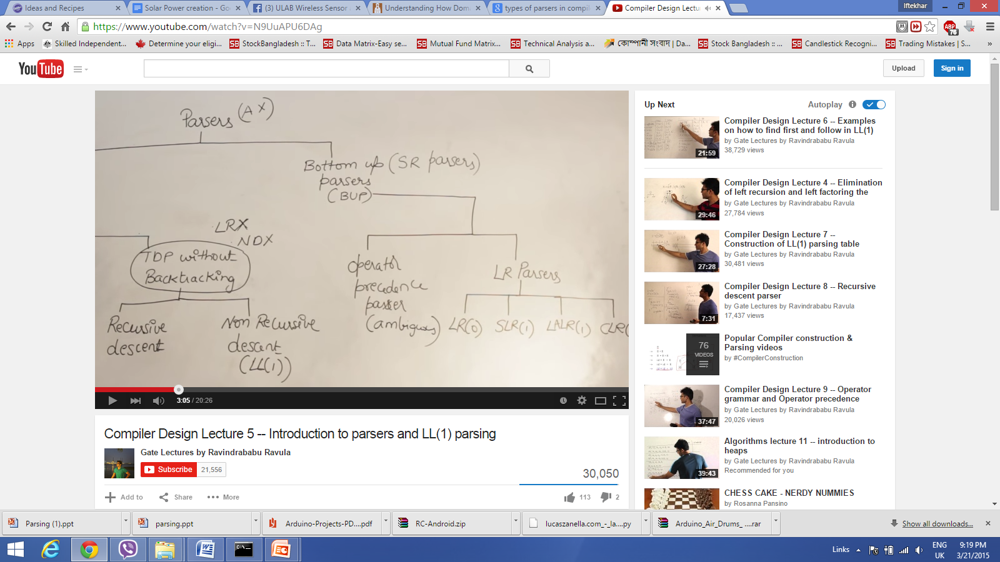 Ideas and Recipes
Solar Power creation - Go
(3) ULAB Wireless Sensor
Understanding How Dom
types of parsers in compil
Compiler Design Lectu
Iftekhar
https://www.youtube.com/watch?v=N9UuAPU6DAg
ABP
76
Apps
Skilled Independent...
Determine your eligi...
StockBangladesh :: T...
Data Matrix-Easy se...
Mutual Fund Matrix...
Technical Analysis a...
কোম্পানী সংবাদ | Da...
Stock Bangladesh :: ...
Candlestick Recogni...
Trading Mistakes | S...
»
YouTube
Upload
Sign in
Parsers (AX)
Bottom up (SR parsers)
parsers
(BUP)
LRX
NDX
TDP without
Backtracking
Recursive
descent
Non Recursive
descent
(LL(1))
operator
precedence
parser
(ambiguous)
LR Parsers
LR(0) SLR(1) LALR(1) CLR(
3:05 / 20:26
Compiler Design Lecture 5 -- Introduction to parsers and LL(1) parsing
Gate Lectures by Ravindrababu Ravula
Subscribe 21,556
30,050
Add to
Share
More
113
2
Up Next
Autoplay
21:59
Compiler Design Lecture 6 -- Examples
on how to find first and follow in LL(1)
by Gate Lectures by Ravindrababu Ravula
38,729 views
29:46
Compiler Design Lecture 4 -- Elimination
of left recursion and left factoring the
by Gate Lectures by Ravindrababu Ravula
27,784 views
27:28
Compiler Design Lecture 7 --
Construction of LL(1) parsing table
by Gate Lectures by Ravindrababu Ravula
30,481 views
7:31
Compiler Design Lecture 8 -- Recursive
descent parser
by Gate Lectures by Ravindrababu Ravula
17,437 views
76
VIDEOS
Popular Compiler construction &
Parsing videos
by #CompilerConstruction
37:47
Compiler Design Lecture 9 -- Operator
grammar and Operator precedence
by Gate Lectures by Ravindrababu Ravula
20,026 views
39:43
Algorithms lecture 11 -- introduction to
heaps
by Gate Lectures by Ravindrababu Ravula
Recommended for you
CHESS CAKE - NERDY NUMMIES
by Rosanna Pansino
Parsing (1).ppt
parsing.ppt
Arduino-Projects-PD....pdf
RC-Android.zip
lucaszanella.com_-_la....py
Arduino_Air_Drums_ ....rar
Show all downloads...
Links
ENG
UK
9:19 PM
3/21/2015